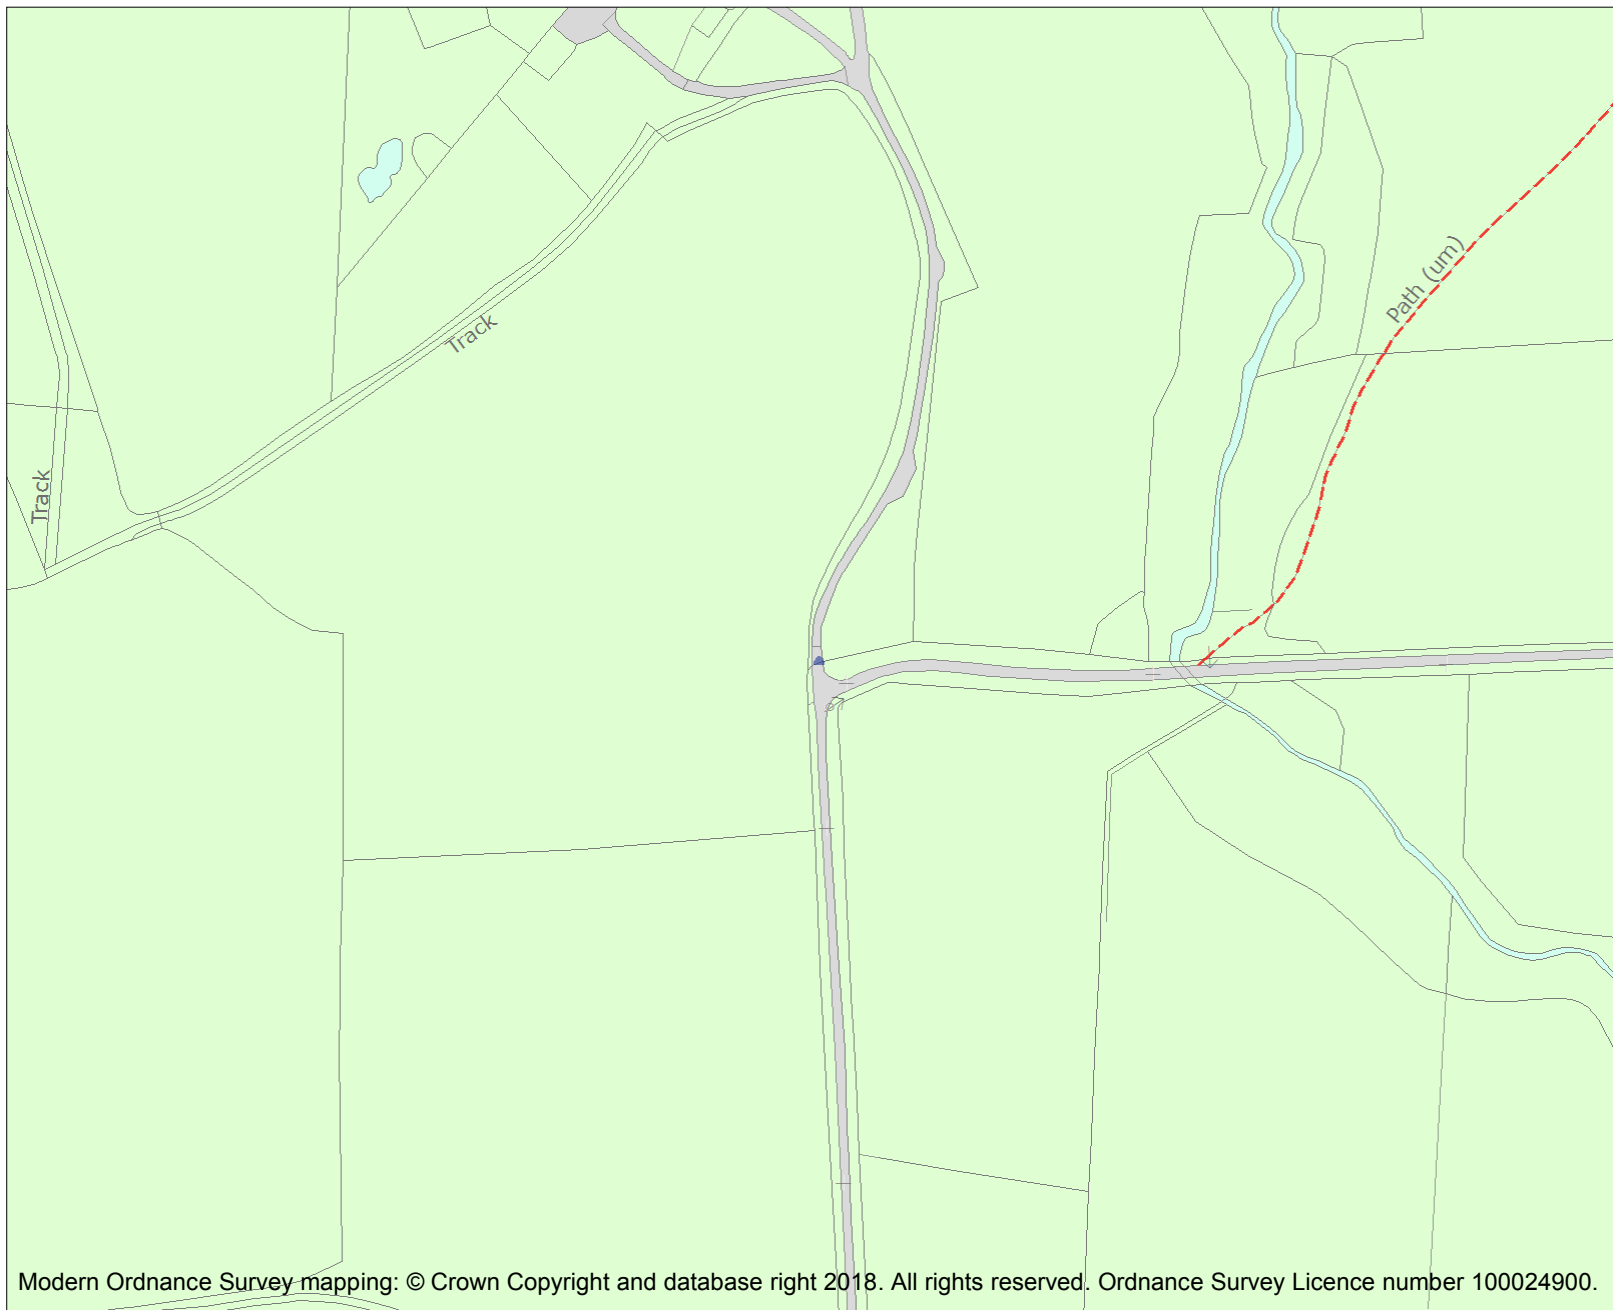 Path (um)
Track
Track
Modern Ordnance Survey mapping: © Crown Copyright and database right 2018. All rights reserved. Ordnance Survey Licence number 100024900.